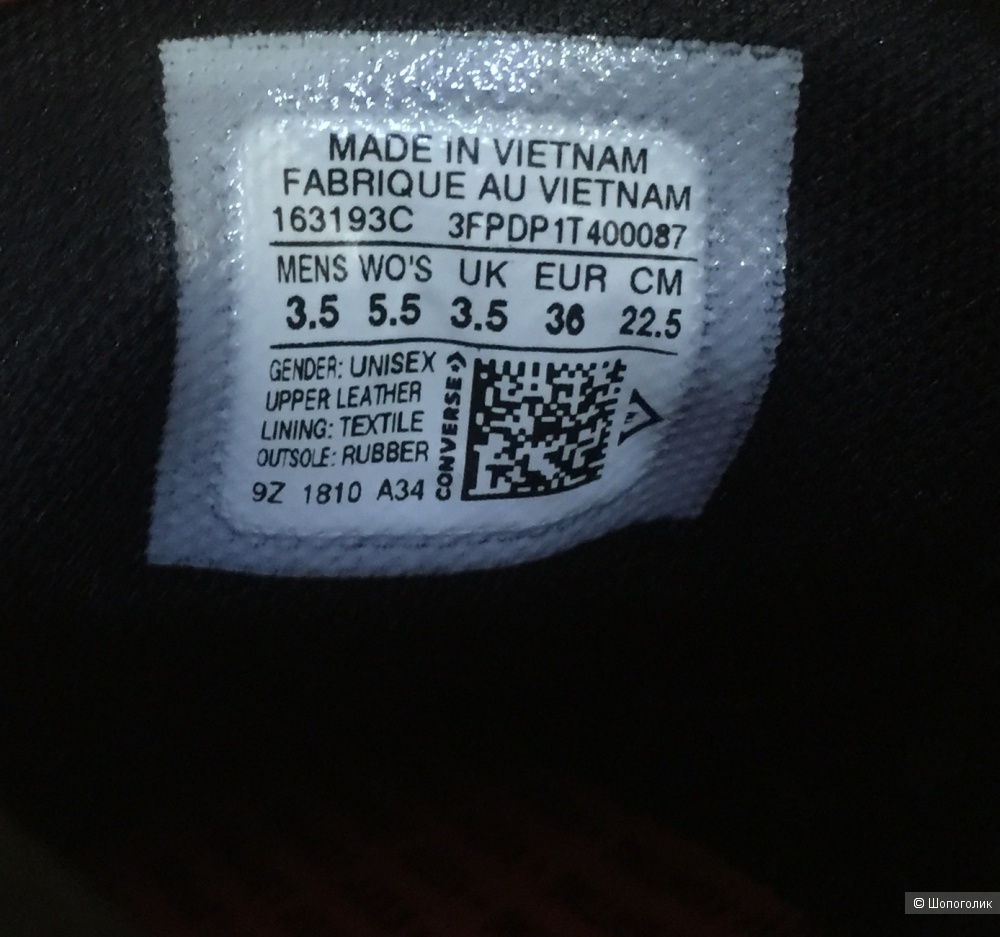 MADE IN VIETNAM
FABRIQUE AU VIETNAM
163193C 3FPDP1T400087
MENS WO'S UK EUR CM
3.5 5.5 3.5 36 22.5
GENDER: UNISEX
UPPER LEATHER
LINING: TEXTILE
OUTSOLE: RUBBER
9Z 1810 A34
CONVERSE
© Шопоголик